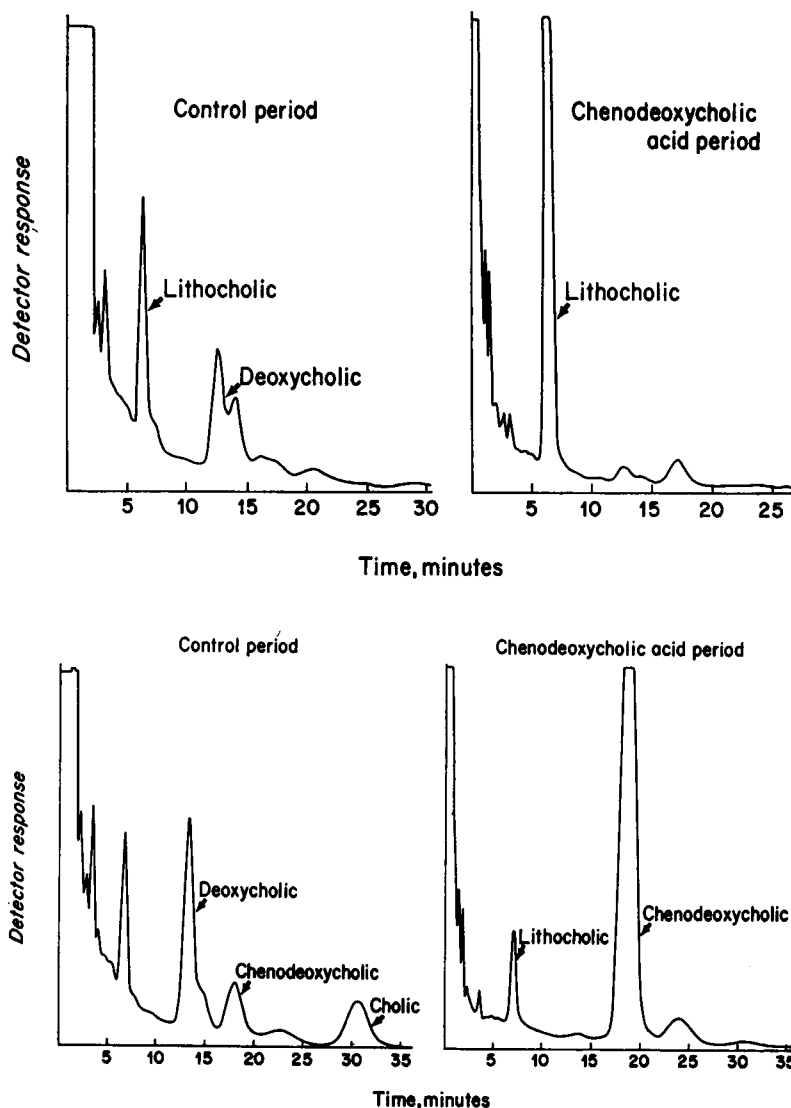 Control period
Chenodeoxycholic
acid period
Detector response
Lithocholic
Deoxycholic
Lithocholic
5 10 15 20 25 30
5 10 15 20 25
Time, minutes
Control period
Chenodeoxycholic acid period
Detector response
Deoxycholic
Chenodeoxycholic
Cholic
Lithocholic
Chenodeoxycholic
5 10 15 20 25 30 35
5 10 15 20 25 30 35
Time, minutes